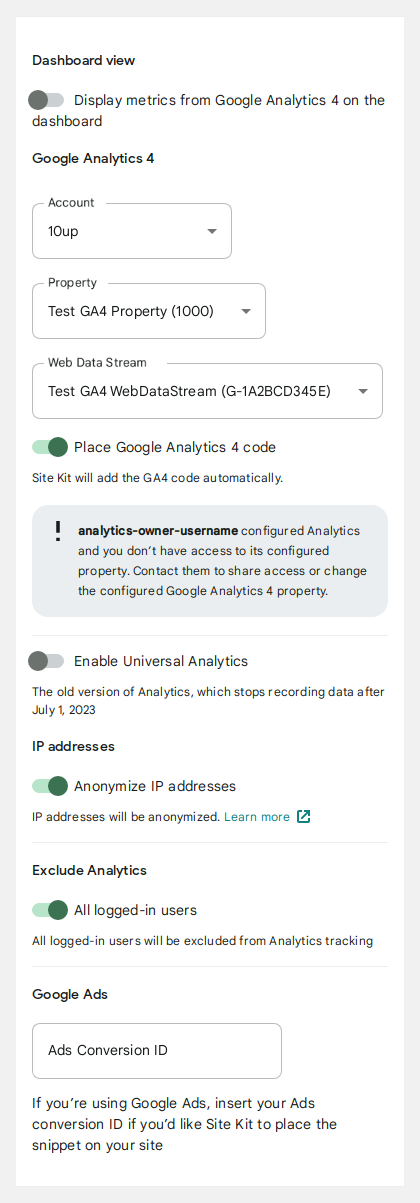 Dashboard view
Display metrics from Google Analytics 4 on the
dashboard
Google Analytics 4
Account
10up
Property
Test GA4 Property (1000)
Web Data Stream
Test GA4 WebDataStream (G-1A2BCD345E)
Place Google Analytics 4 code
Site Kit will add the GA4 code automatically.
analytics-owner-username configured Analytics
and you don’t have access to its configured
property. Contact them to share access or change
the configured Google Analytics 4 property.
Enable Universal Analytics
The old version of Analytics, which stops recording data after
July 1, 2023
IP addresses
Anonymize IP addresses
IP addresses will be anonymized. Learn more
Exclude Analytics
All logged-in users
All logged-in users will be excluded from Analytics tracking
Google Ads
Ads Conversion ID
If you’re using Google Ads, insert your Ads
conversion ID if you’d like Site Kit to place the
snippet on your site